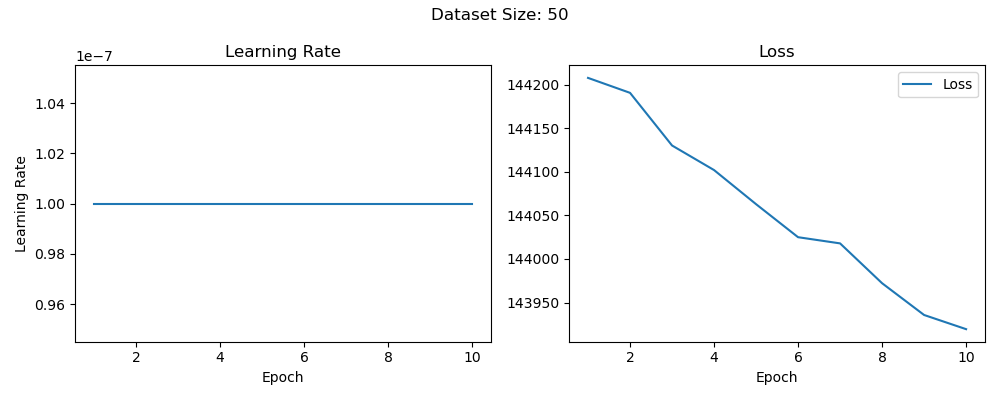 Dataset Size: 50
Learning Rate
1e−7
1.04
1.02
1.00
0.98
0.96
Learning Rate
2 4 6 8 10
Epoch
Loss
144200
144150
144100
144050
144000
143950
Loss
2 4 6 8 10
Epoch